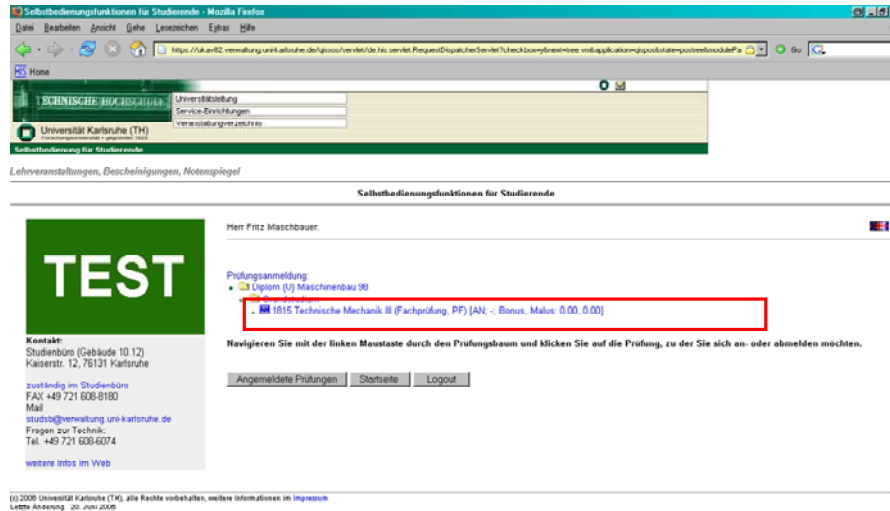 Selbstbedienungsfunktionen für Studierende - Mozilla Firefox
Datei Bearbeiten Ansicht Gehe Lesezeichen Extras Hilfe
Go
HIS Home
TECHNISCHE HOCHSCHULE
Universitätsleitung
Service-Einrichtungen
Veranstaltungsverzeichnis
Universität Karlsruhe (TH)
Forschungsuniversität - gegründet 1825
Selbstbedienung für Studierende
Lehrveranstaltungen, Bescheinigungen, Notenspiegel
Selbstbedienungsfunktionen für Studierende
Herr Fritz Maschbauer:
TEST
Prüfungsanmeldung:
Diplom (U) Maschinenbau 98
Grundstudium
1815 Technische Mechanik III (Fachprüfung, PF) [AN; -; Bonus, Malus: 0.00, 0.00]
Navigieren Sie mit der linken Maustaste durch den Prüfungsbaum und klicken Sie auf die Prüfung, zu der Sie sich an- oder abmelden möchten.
Angemeldete Prüfungen Startseite Logout
Kontakt:
Studienbüro (Gebäude 10.12)
Kaiserstr. 12, 76131 Karlsruhe
zuständig im Studienbüro
FAX +49 721 608-8180
Mail
studsb@verwaltung.uni-karlsruhe.de
Fragen zur Technik:
Tel. +49 721 608-6074
weitere Infos im Web
(c) 2006 Universität Karlsruhe (TH), alle Rechte vorbehalten, weitere Informationen im Impressum
Letzte Änderung 20. Juni 2006